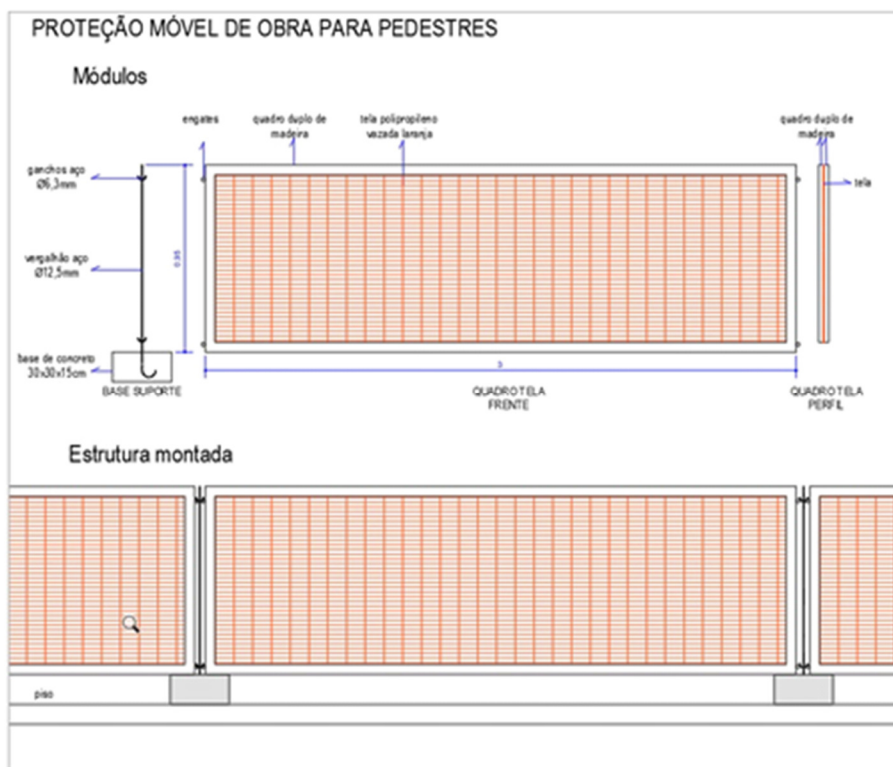 PROTEÇÃO MÓVEL DE OBRA PARA PEDESTRES
Módulos
engates
quadro duplo de
madeira
tela polipropileno
vazada laranja
quadro duplo de
madeira
ganchos aço
Ø6,3mm
tela
vergalhão aço
Ø12,5mm
0.95
base de concreto
30x30x15cm
3
BASE SUPORTE
QUADRO TELA
FRENTE
QUADRO TELA
PERFIL
Estrutura montada
piso